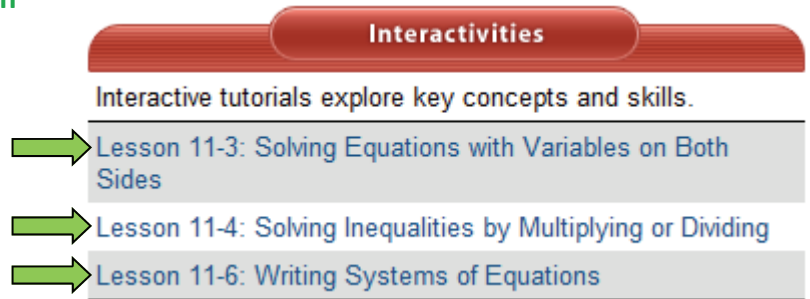 Interactivities
Interactive tutorials explore key concepts and skills.
Lesson 11-3: Solving Equations with Variables on Both
Sides
Lesson 11-4: Solving Inequalities by Multiplying or Dividing
Lesson 11-6: Writing Systems of Equations